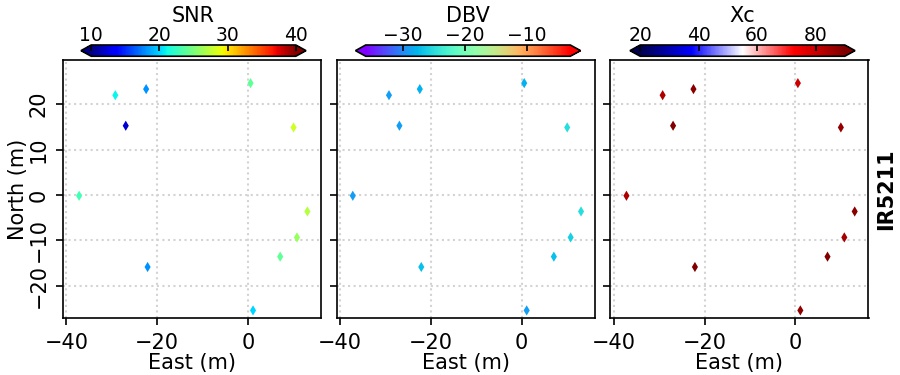 SNR DBV Xc
10 20 30 40 −30 −20 −10 20 40 60 80
North (m)
20
10
0
−10
−20
−40 −20 0 −40 −20 0 −40 −20 0
East (m) East (m) East (m)
IR5211